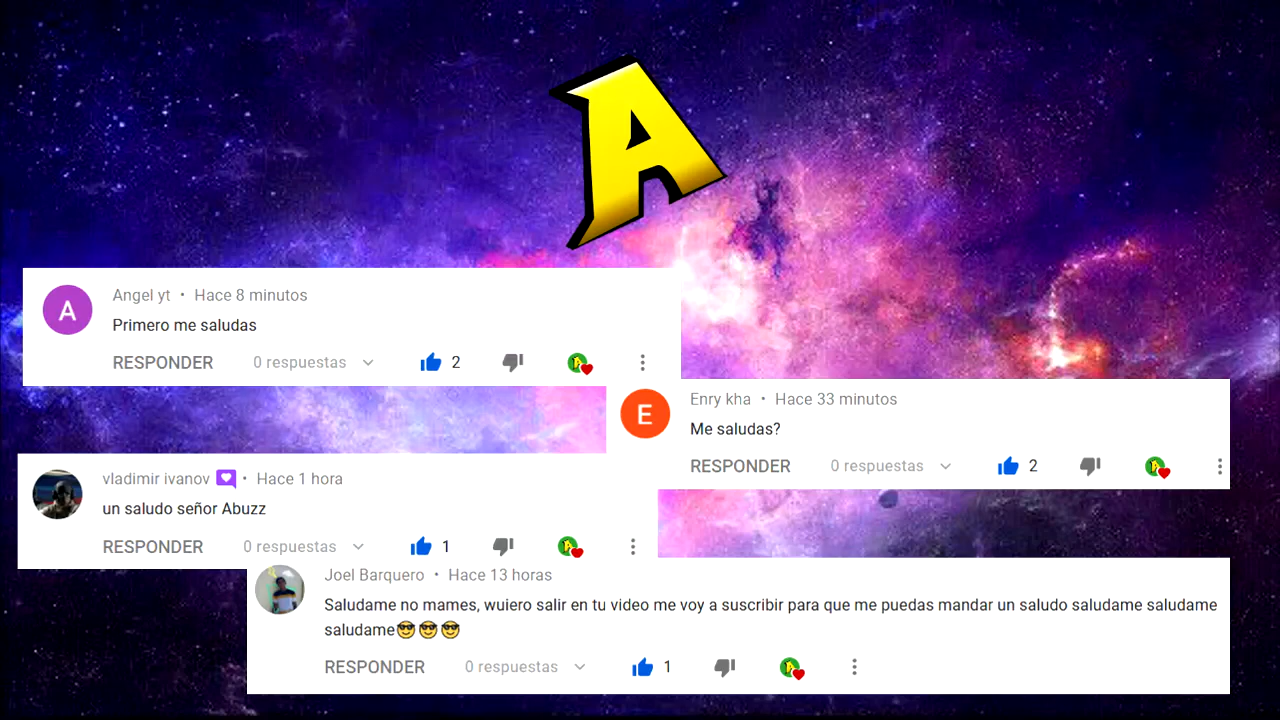 A
A
Angel yt • Hace 8 minutos
Primero me saludas
RESPONDER 0 respuestas 2
E
Enry kha • Hace 33 minutos
Me saludas?
RESPONDER 0 respuestas 2
vladimir ivanov • Hace 1 hora
un saludo señor Abuzz
RESPONDER 0 respuestas 1
Joel Barquero • Hace 13 horas
Saludame no mames, wuiero salir en tu video me voy a suscribir para que me puedas mandar un saludo saludame saludame
saludame😎😎😎
RESPONDER 0 respuestas 1